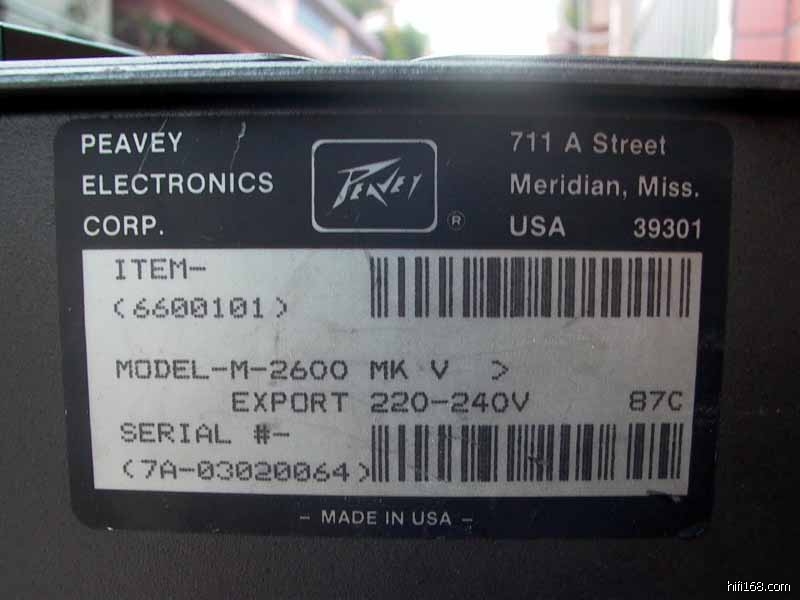 PEAVEY
ELECTRONICS
CORP.
PEAVEY
®
711 A Street
Meridian, Miss.
USA 39301
ITEM-
(6600101)
MODEL-M-2600 MK V >
EXPORT 220-240V 87C
SERIAL #-
(7A-03020064)
- MADE IN USA -
hifi168.com